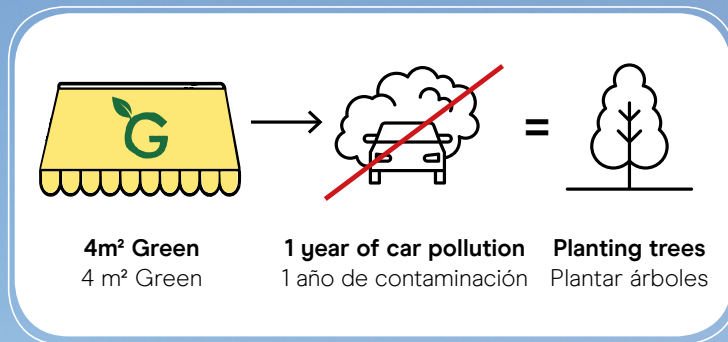 G
=
4m² Green
4 m² Green
1 year of car pollution
1 año de contaminación
Planting trees
Plantar árboles